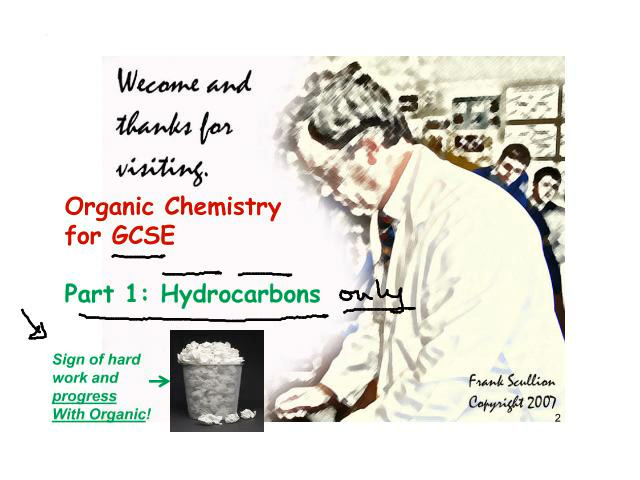 Wecome and
thanks for
visiting.
Organic Chemistry
for GCSE
Part 1: Hydrocarbons only
Sign of hard
work and
progress
With Organic!
Frank Scullion
Copyright 2007
2